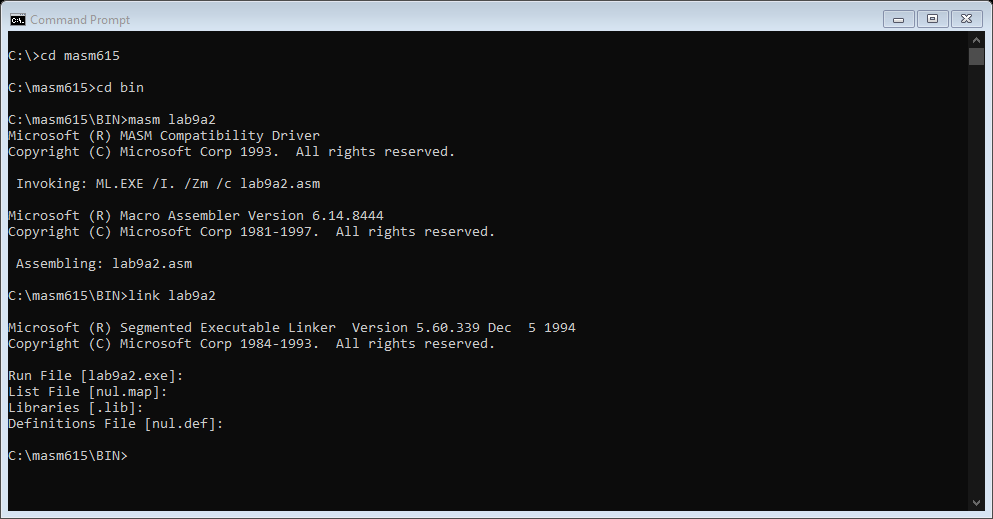 Command Prompt
C:\>cd masm615
C:\masm615>cd bin
C:\masm615\BIN>masm lab9a2
Microsoft (R) MASM Compatibility Driver
Copyright (C) Microsoft Corp 1993.  All rights reserved.
 Invoking: ML.EXE /I. /Zm /c lab9a2.asm
Microsoft (R) Macro Assembler Version 6.14.8444
Copyright (C) Microsoft Corp 1981-1997.  All rights reserved.
 Assembling: lab9a2.asm
C:\masm615\BIN>link lab9a2
Microsoft (R) Segmented Executable Linker  Version 5.60.339 Dec  5 1994
Copyright (C) Microsoft Corp 1984-1993.  All rights reserved.
Run File [lab9a2.exe]:
List File [nul.map]:
Libraries [.lib]:
Definitions File [nul.def]:
C:\masm615\BIN>